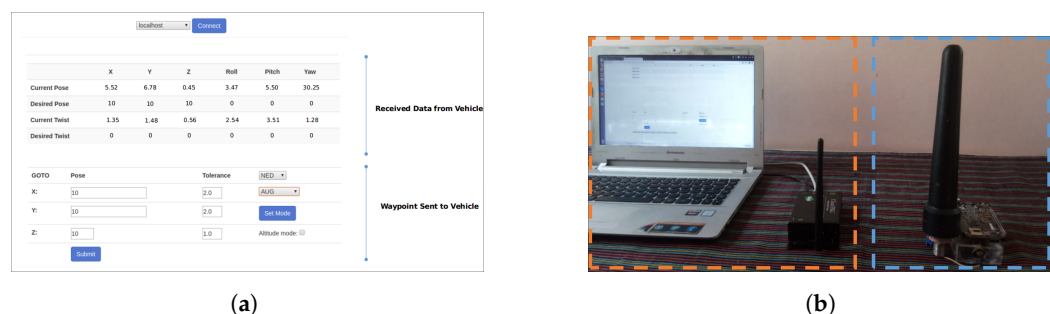 localhost Connect
X Y Z Roll Pitch Yaw
Current Pose 5.52 6.78 0.45 3.47 5.50 30.25
Desired Pose 10 10 10 0 0 0
Current Twist 1.35 1.48 0.56 2.54 3.51 1.28
Desired Twist 0 0 0 0 0 0
Received Data from Vehicle
GOTO Pose Tolerance NED
X: 10 2.0 AUG
Y: 10 2.0 Set Mode
Z: 10 1.0 Altitude mode:
Submit
Waypoint Sent to Vehicle
(a)
(b)